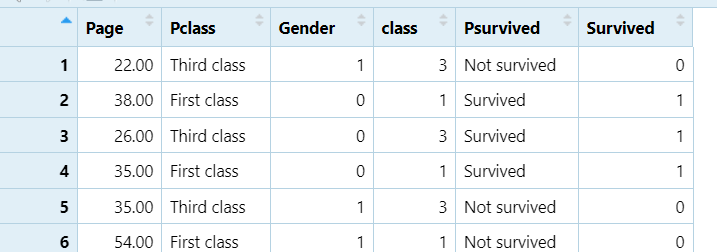 Page Pclass Gender class Psurvived Survived
1 22.00 Third class 1 3 Not survived 0
2 38.00 First class 0 1 Survived 1
3 26.00 Third class 0 3 Survived 1
4 35.00 First class 0 1 Survived 1
5 35.00 Third class 1 3 Not survived 0
6 54.00 First class 1 1 Not survived 0